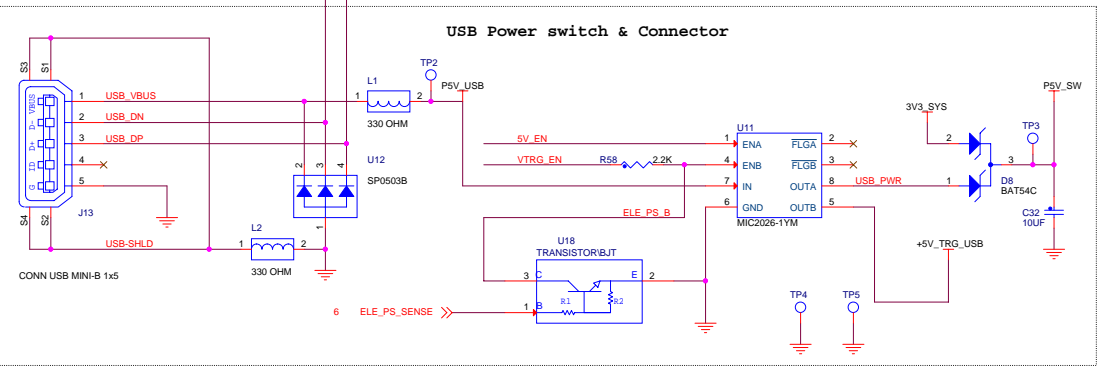 USB Power switch & Connector
S3
S1
1
USB_VBUS
2
USB_DN
3
USB_DP
4
5
VBUS
D-
D+
ID
G
S4
S2
J13
USB-SHLD
CONN USB MINI-B 1x5
L1
1
2
330 OHM
TP2
P5V_USB
2
3
4
U12
SP0503B
1
L2
1
2
330 OHM
5V_EN
VTRG_EN
R58
2.2K
ELE_PS_B
U11
1
ENA
FLGA
2
4
ENB
FLGB
3
7
IN
OUTA
8
6
GND
OUTB
5
MIC2026-1YM
USB_PWR
3V3_SYS
2
1
3
D8
BAT54C
TP3
P5V_SW
C32
10UF
+5V_TRG_USB
U18
TRANSISTOR\BJT
3
C
E
2
R1
R2
1
B
6
ELE_PS_SENSE
TP4
TP5